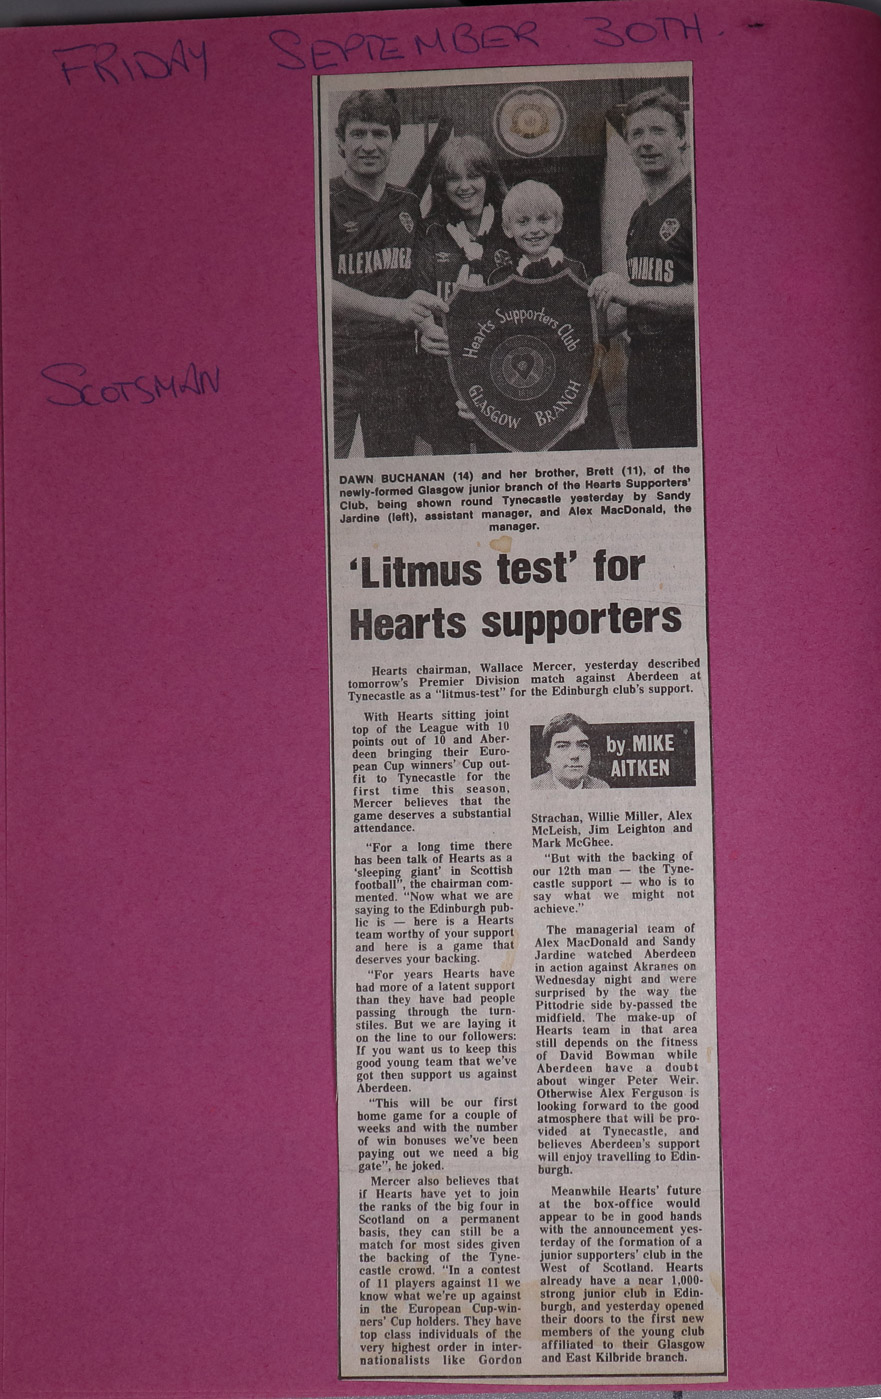 FRIDAY SEPTEMBER 30TH.-
SCOTSMAN
ALEXANDER
Hearts Supporters Club
GLASGOW BRANCH
DAWN BUCHANAN (14) and her brother, Brett (11), of the
newly-formed Glasgow junior branch of the Hearts Supporters'
Club, being shown round Tynecastle yesterday by Sandy
Jardine (left), assistant manager, and Alex MacDonald, the
manager.
'Litmus test' for
Hearts supporters
Hearts chairman, Wallace Mercer, yesterday described
tomorrow's Premier Division match against Aberdeen at
Tynecastle as a "litmus-test" for the Edinburgh club's support.
With Hearts sitting joint
top of the League with 10
points out of 10 and Aber-
deen bringing their Euro-
pean Cup winners' Cup out-
fit to Tynecastle for the
first time this season,
Mercer believes that the
game deserves a substantial
attendance.
"For a long time there
has been talk of Hearts as a
'sleeping giant' in Scottish
football", the chairman com-
mented. "Now what we are
saying to the Edinburgh pub-
lic is — here is a Hearts
team worthy of your support
and here is a game that
deserves your backing.
"For years Hearts have
had more of a latent support
than they have had people
passing through the turn-
stiles. But we are laying it
on the line to our followers:
If you want us to keep this
good young team that we've
got then support us against
Aberdeen.
"This will be our first
home game for a couple of
weeks and with the number
of win bonuses we've been
paying out we need a big
gate", he joked.
Mercer also believes that
if Hearts have yet to join
the ranks of the big four in
Scotland on a permanent
basis, they can still be a
match for most sides given
the backing of the Tyne-
castle crowd. "In a contest
of 11 players against 11 we
know what we're up against
in the European Cup-win-
ners' Cup holders. They have
top class individuals of the
very highest order in inter-
nationalists like Gordon
by MIKE
AITKEN
Strachan, Willie Miller, Alex
McLeish, Jim Leighton and
Mark McGhee.
"But with the backing of
our 12th man — the Tyne-
castle support — who is to
say what we might not
achieve."
The managerial team of
Alex MacDonald and Sandy
Jardine watched Aberdeen
in action against Akranes on
Wednesday night and were
surprised by the way the
Pittodrie side by-passed the
midfield. The make-up of
Hearts team in that area
still depends on the fitness
of David Bowman while
Aberdeen have a doubt
about winger Peter Weir.
Otherwise Alex Ferguson is
looking forward to the good
atmosphere that will be pro-
vided at Tynecastle, and
believes Aberdeen's support
will enjoy travelling to Edin-
burgh.
Meanwhile Hearts' future
at the box-office would
appear to be in good hands
with the announcement yes-
terday of the formation of a
junior supporters' club in the
West of Scotland. Hearts
already have a near 1,000-
strong junior club in Edin-
burgh, and yesterday opened
their doors to the first new
members of the young club
affiliated to their Glasgow
and East Kilbride branch.